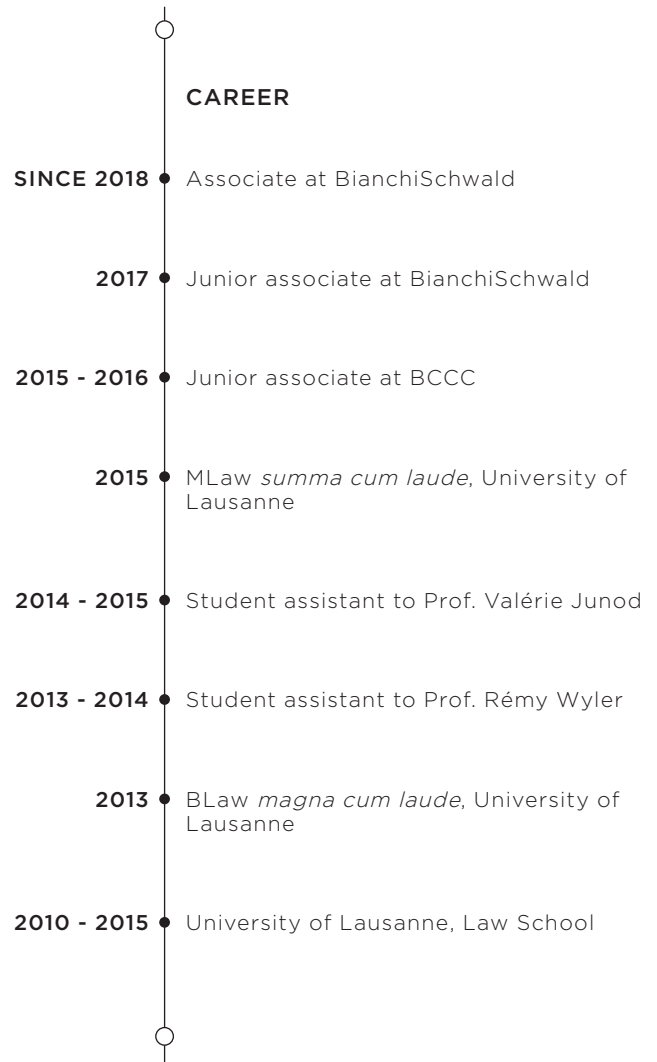 CAREER
SINCE 2018 Associate at BianchiSchwald
2017 Junior associate at BianchiSchwald
2015 - 2016 Junior associate at BCCC
2015 MLaw summa cum laude, University of
Lausanne
2014 - 2015 Student assistant to Prof. Valérie Junod
2013 - 2014 Student assistant to Prof. Rémy Wyler
2013 BLaw magna cum laude, University of
Lausanne
2010 - 2015 University of Lausanne, Law School